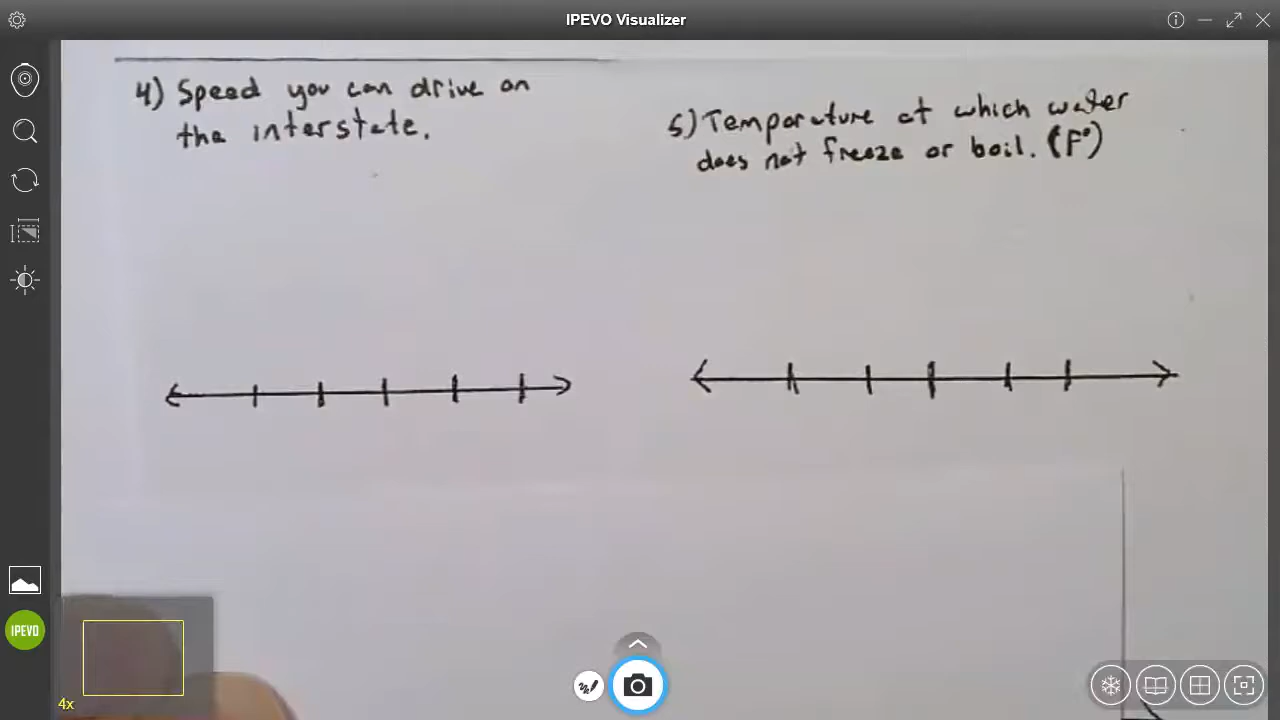 IPEVO Visualizer
4) Speed you can drive on
the interstate.
5) Temperature at which water
does not freeze or boil. (F°)
IPEVO
4x